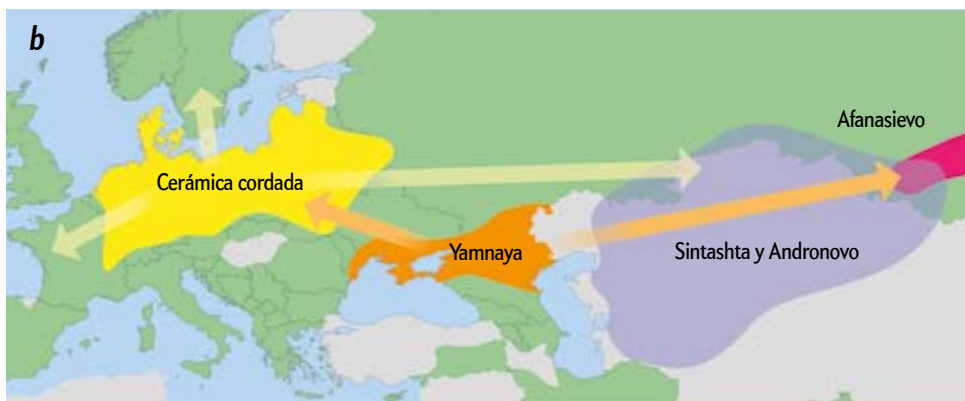 b
Afanasievo
Cerámica cordada
Yamnaya
Sintashta y Andronovo